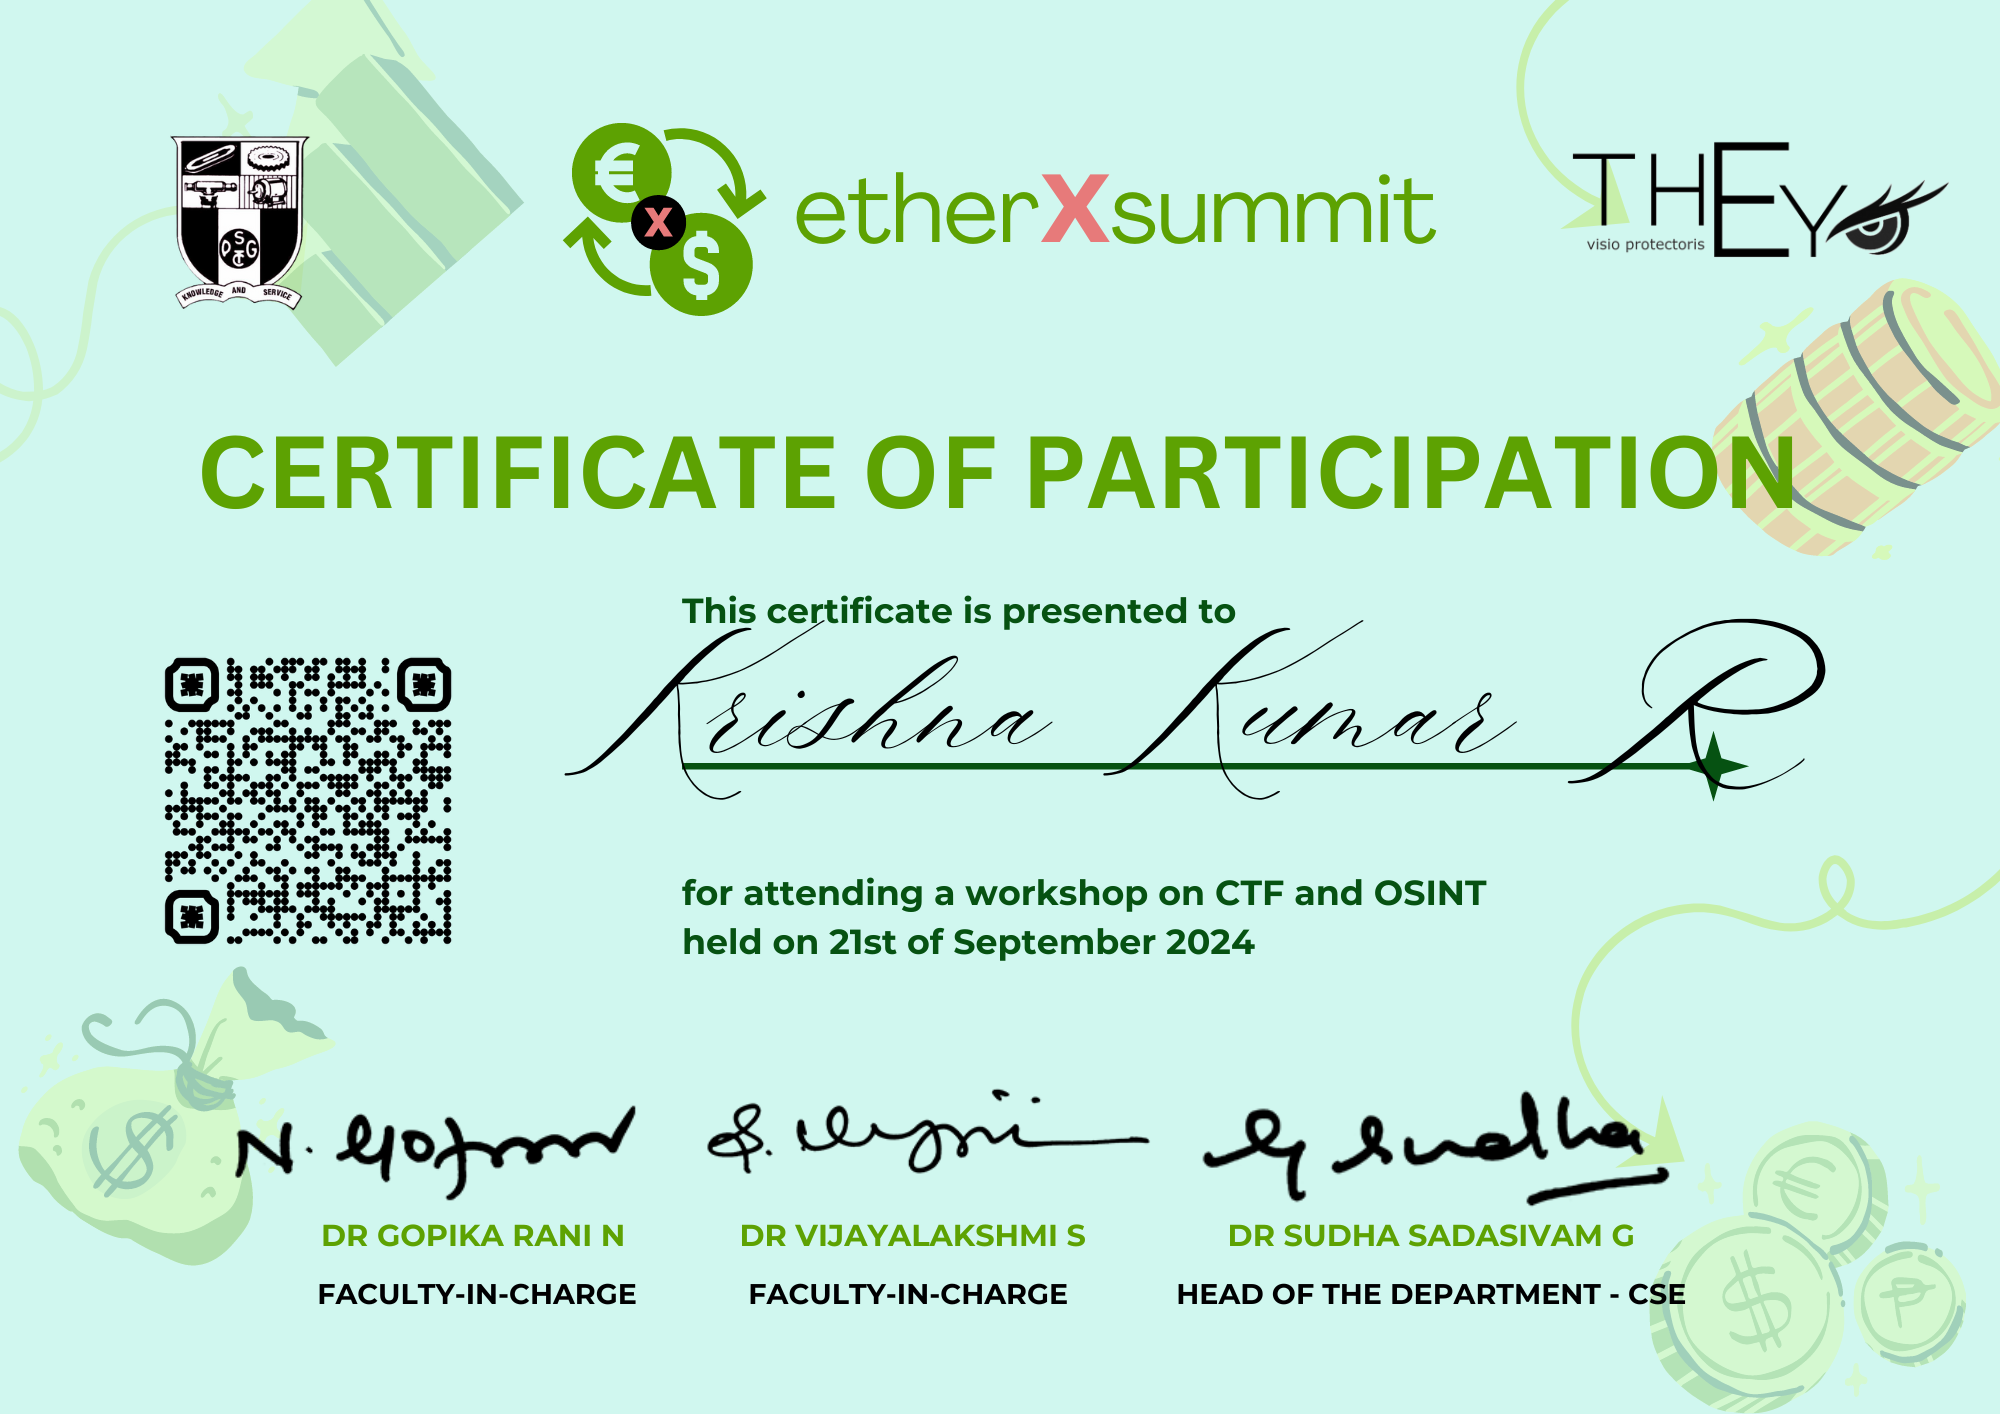 KNOWLEDGE AND SERVICE
PSG
TC
€
X
$
etherXsummit
THEY
visio protectoris
CERTIFICATE OF PARTICIPATION
This certificate is presented to
Krishna Kumar R
for attending a workshop on CTF and OSINT
held on 21st of September 2024
N. Gopika
S. Vijayi
G Sudha
DR GOPIKA RANI N
DR VIJAYALAKSHMI S
DR SUDHA SADASIVAM G
FACULTY-IN-CHARGE
FACULTY-IN-CHARGE
HEAD OF THE DEPARTMENT - CSE